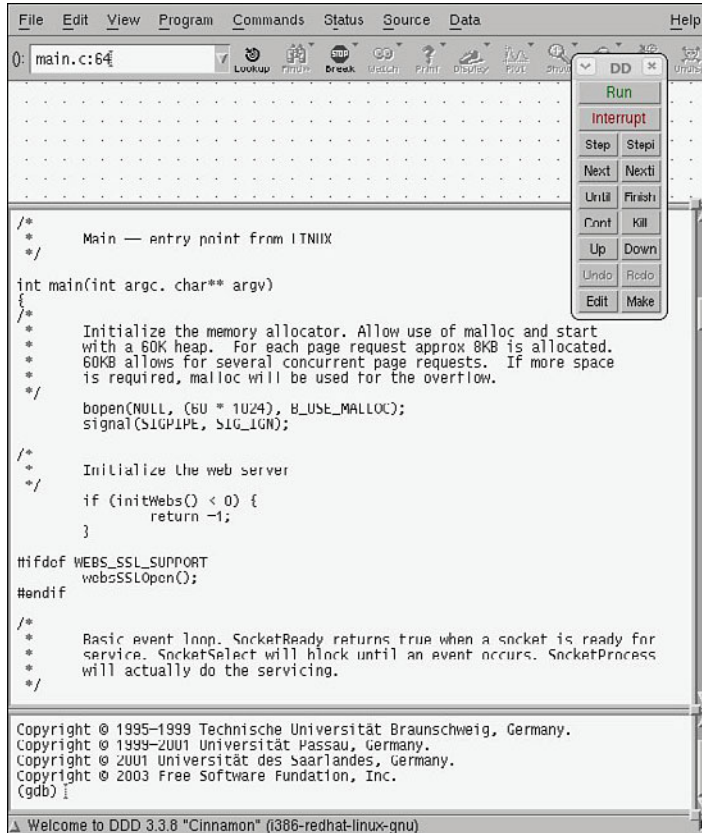 File Edit View Program Commands Status Source Data Help
(): main.c:64
Lookup Break Print Display Plot
DD
Run
Interrupt
Step Stepi
Next Nexti
Until Finish
Cont Kill
Up Down
Undo Redo
Edit Make
/*
* Main — entry point from LINUX
*/
int main(int argc, char** argv)
{
/*
* Initialize the memory allocator. Allow use of malloc and start
* with a 60K heap. For each page request approx 8KB is allocated.
* 60KB allows for several concurrent page requests. If more space
* is required, malloc will be used for the overflow.
*/
bopen(NULL, (60 * 1024), B_USE_MALLOC);
signal(SIGPIPE, SIG_IGN);
/*
* Initialize the web server
*/
if (initWebs() < 0) {
return —1;
}
#ifdef WEBS_SSL_SUPPORT
websSSLOpen();
#endif
/*
* Basic event loop. SocketReady returns true when a socket is ready for
* service. SocketSelect will block until an event occurs. SocketProcess
* will actually do the servicing.
*/
Copyright © 1995—1999 Technische Universität Braunschweig, Germany.
Copyright © 1999—2001 Universität Passau, Germany.
Copyright © 2001 Universität des Saarlandes, Germany.
Copyright © 2003 Free Software Fundation, Inc.
(gdb)
Welcome to DDD 3.3.8 "Cinnamon" (i386-redhat-linux-gnu)